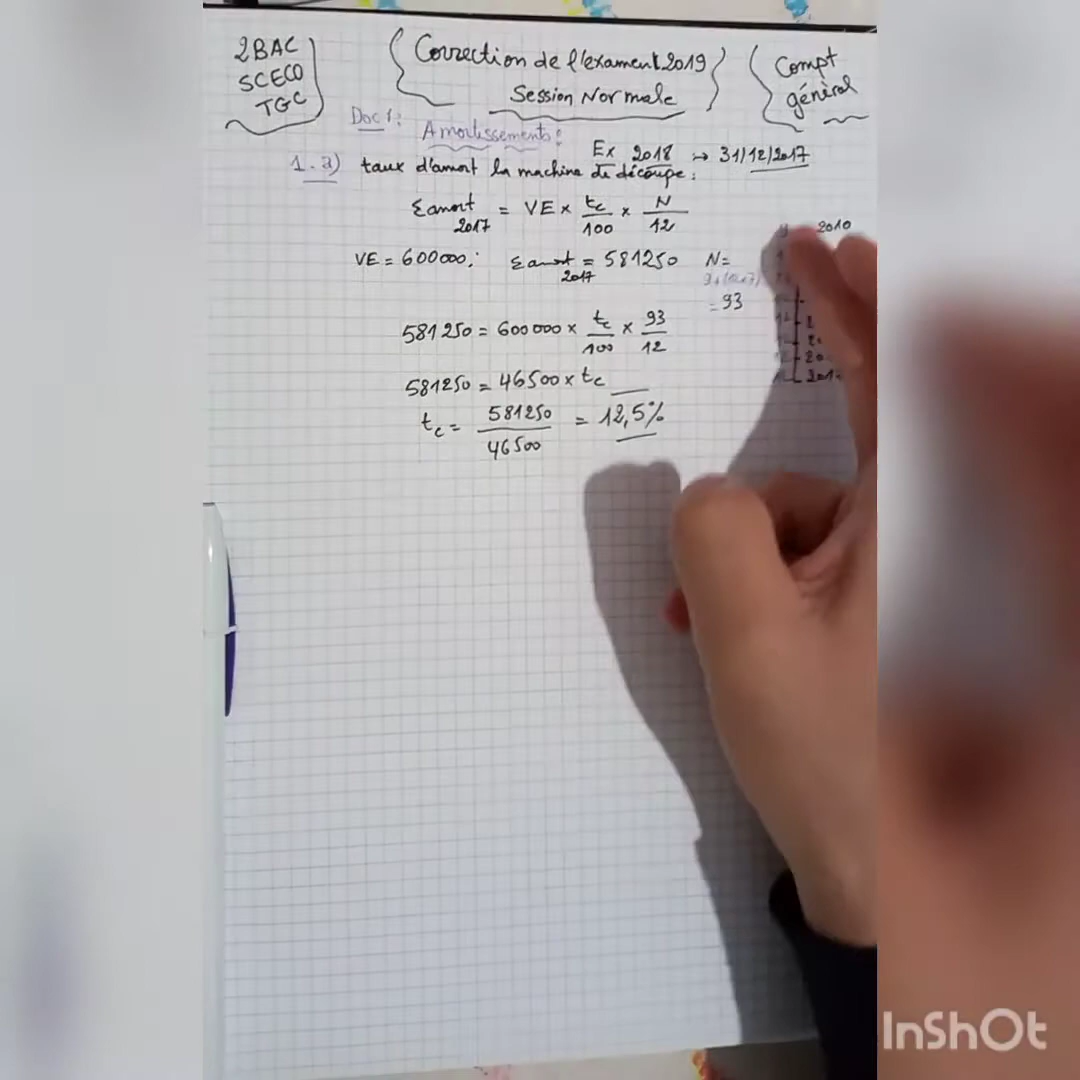 2BAC
SCECO
TGC
Correction de l'exament 2019
Session Normale
Compt
général
Doc 1:
Amortissements:
Ex 2018 → 31/12/2017
1-a) taux d'amort la machine de découpe:
Σamort 2017 = VE × tc/100 × N/12
VE = 600000; Σamort 2017 = 581250 N=
= 93
2010
581250 = 600000 × tc/100 × 93/12
581250 = 46500 × tc
tc = 581250/46500 = 12,5%
InShOt